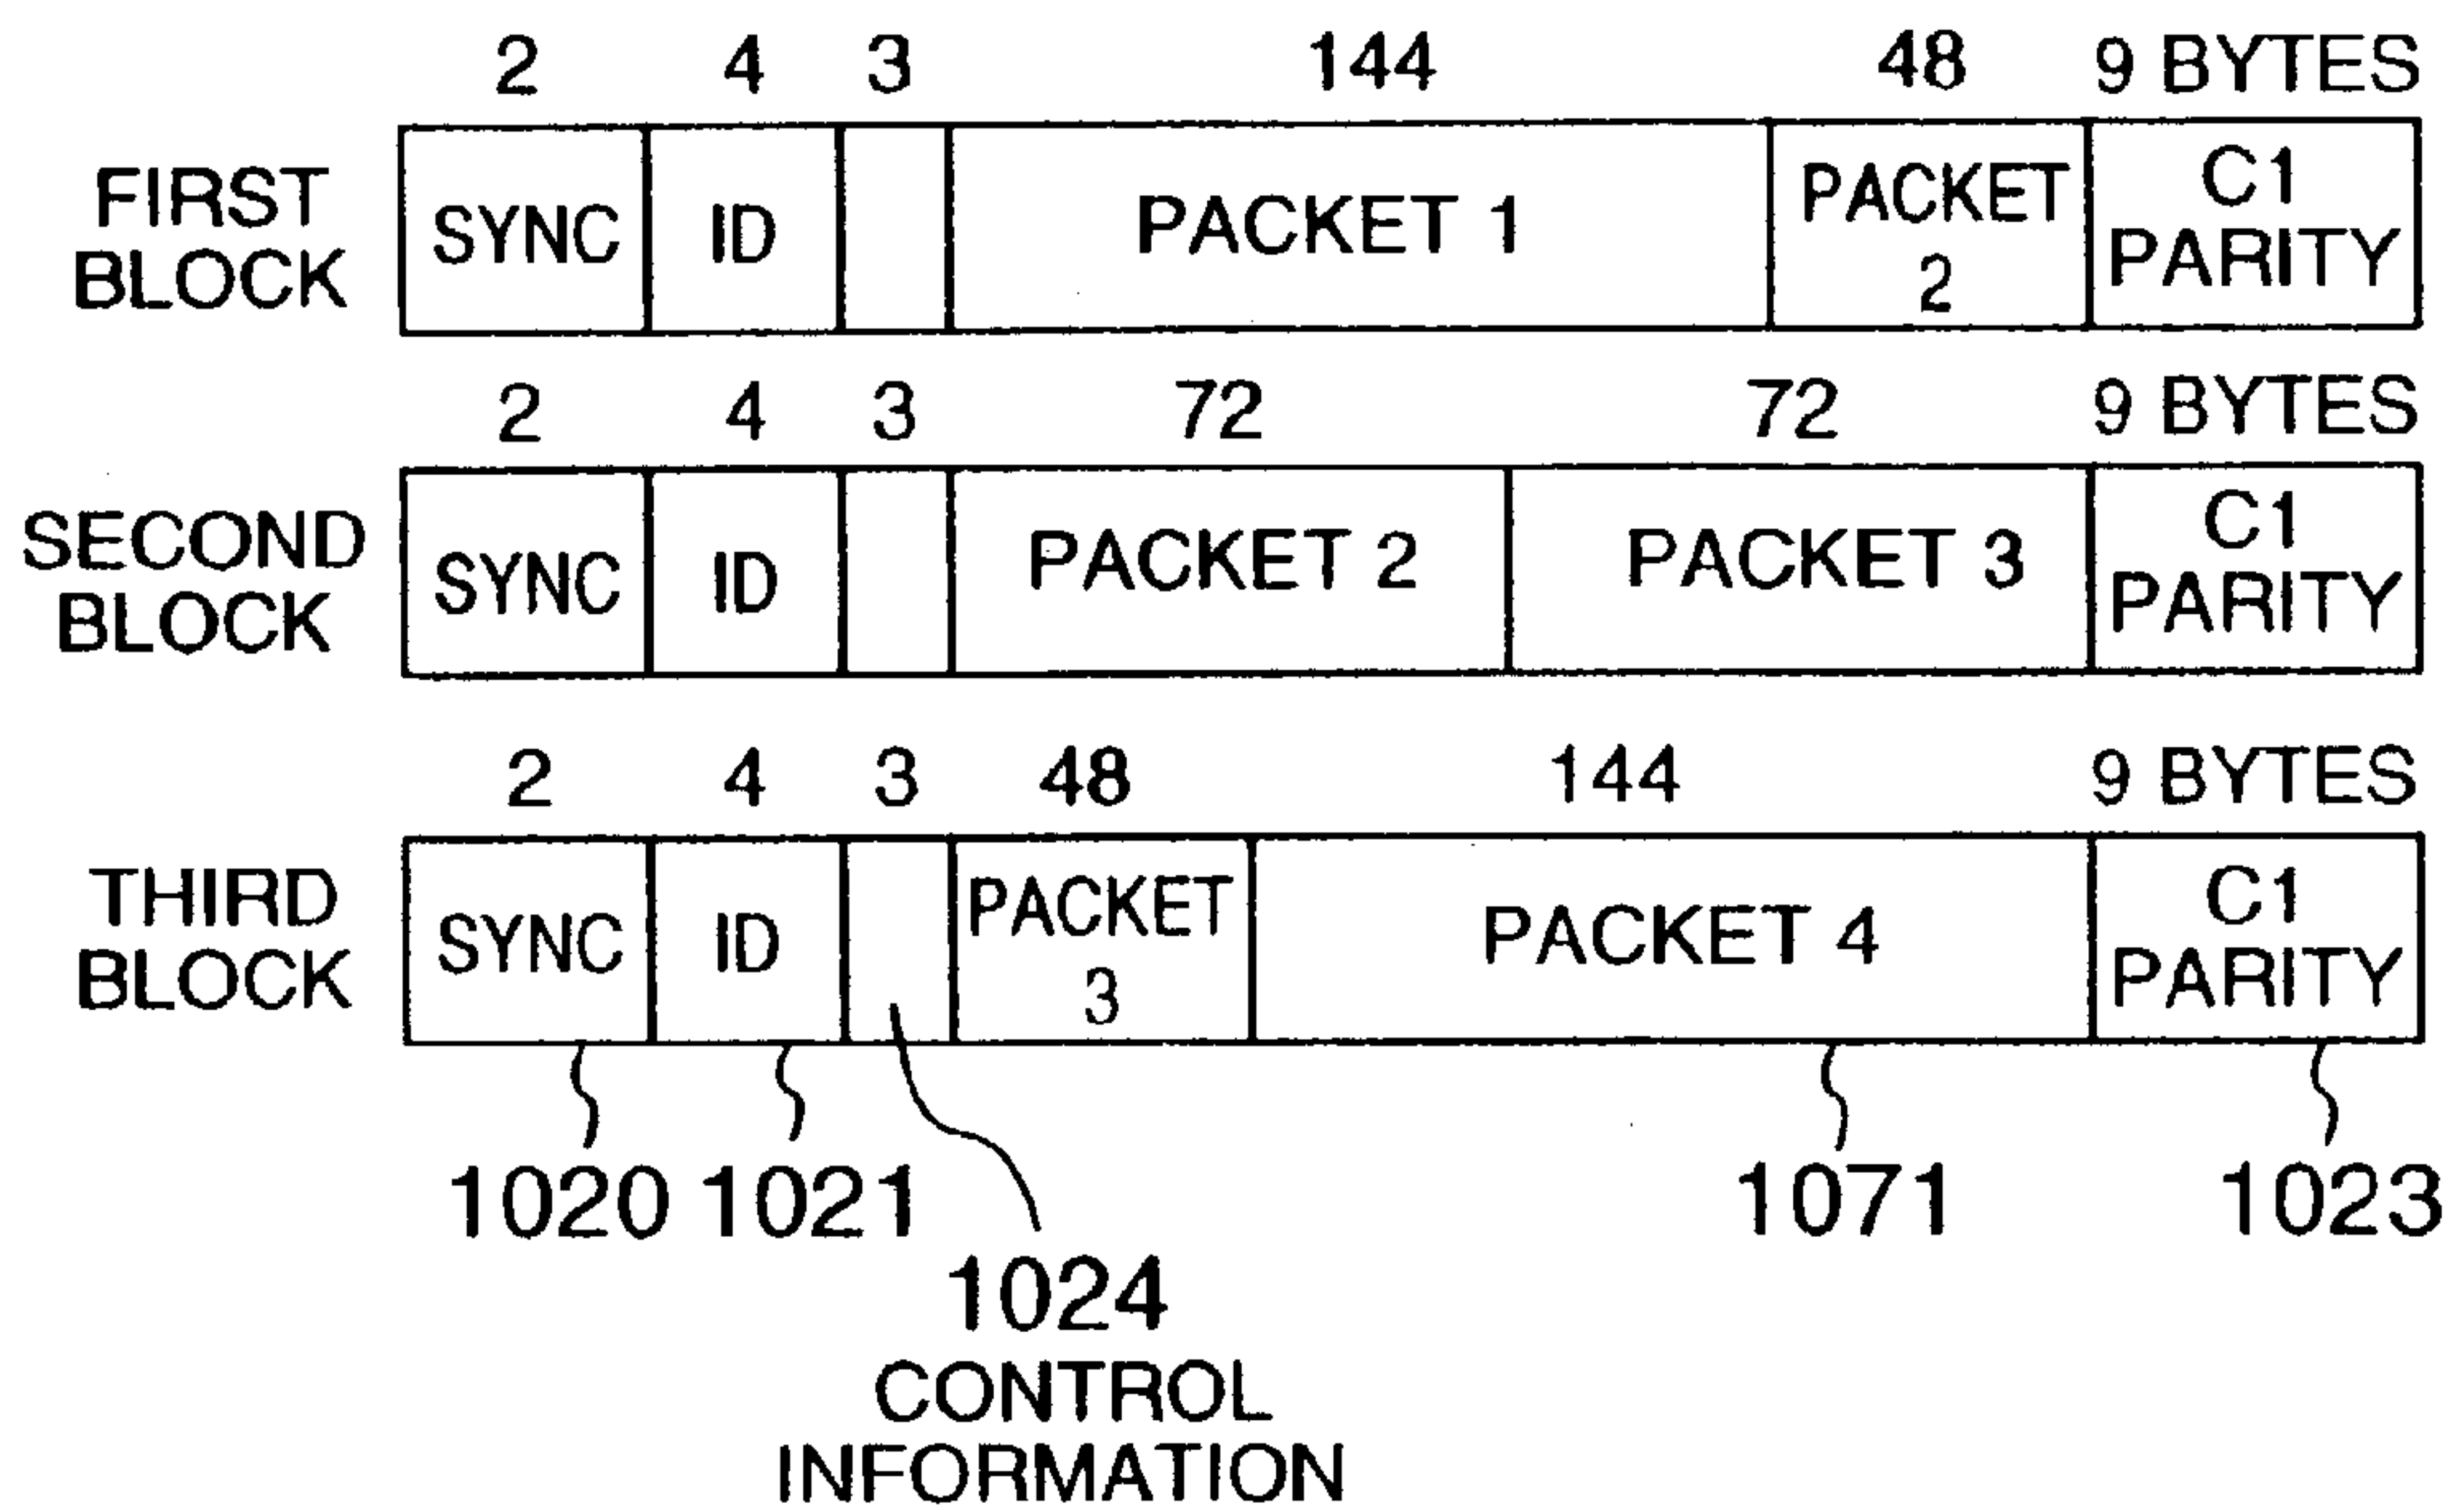 2 4 3 144 48 9 BYTES
FIRST
BLOCK
SYNC ID PACKET 1 PACKET
2 C1
PARITY
2 4 3 72 72 9 BYTES
SECOND
BLOCK
SYNC ID PACKET 2 PACKET 3 C1
PARITY
2 4 3 48 144 9 BYTES
THIRD
BLOCK
SYNC ID PACKET
3 PACKET 4 C1
PARITY
1020 1021 1071 1023
1024
CONTROL
INFORMATION